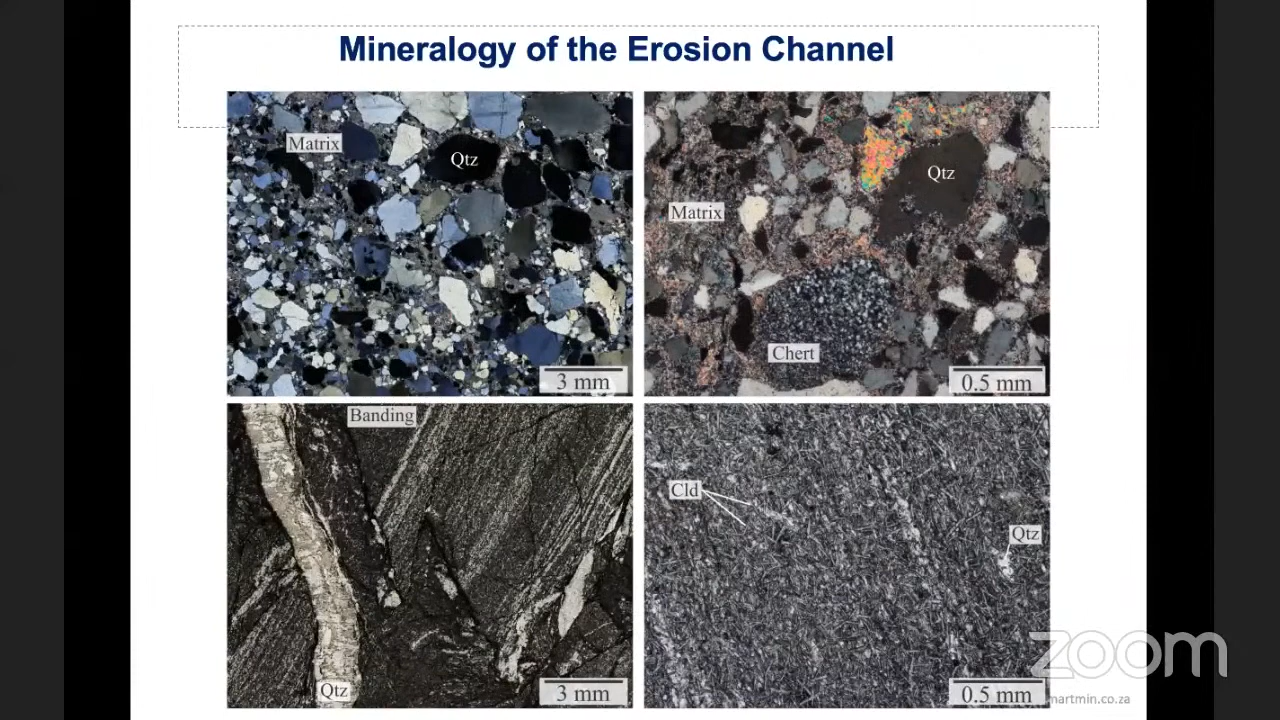 Mineralogy of the Erosion Channel
Matrix
Qtz
3 mm
Qtz
Matrix
Chert
0.5 mm
Banding
Qtz
3 mm
Cld
Qtz
0.5 mm
zoom
martmin.co.za